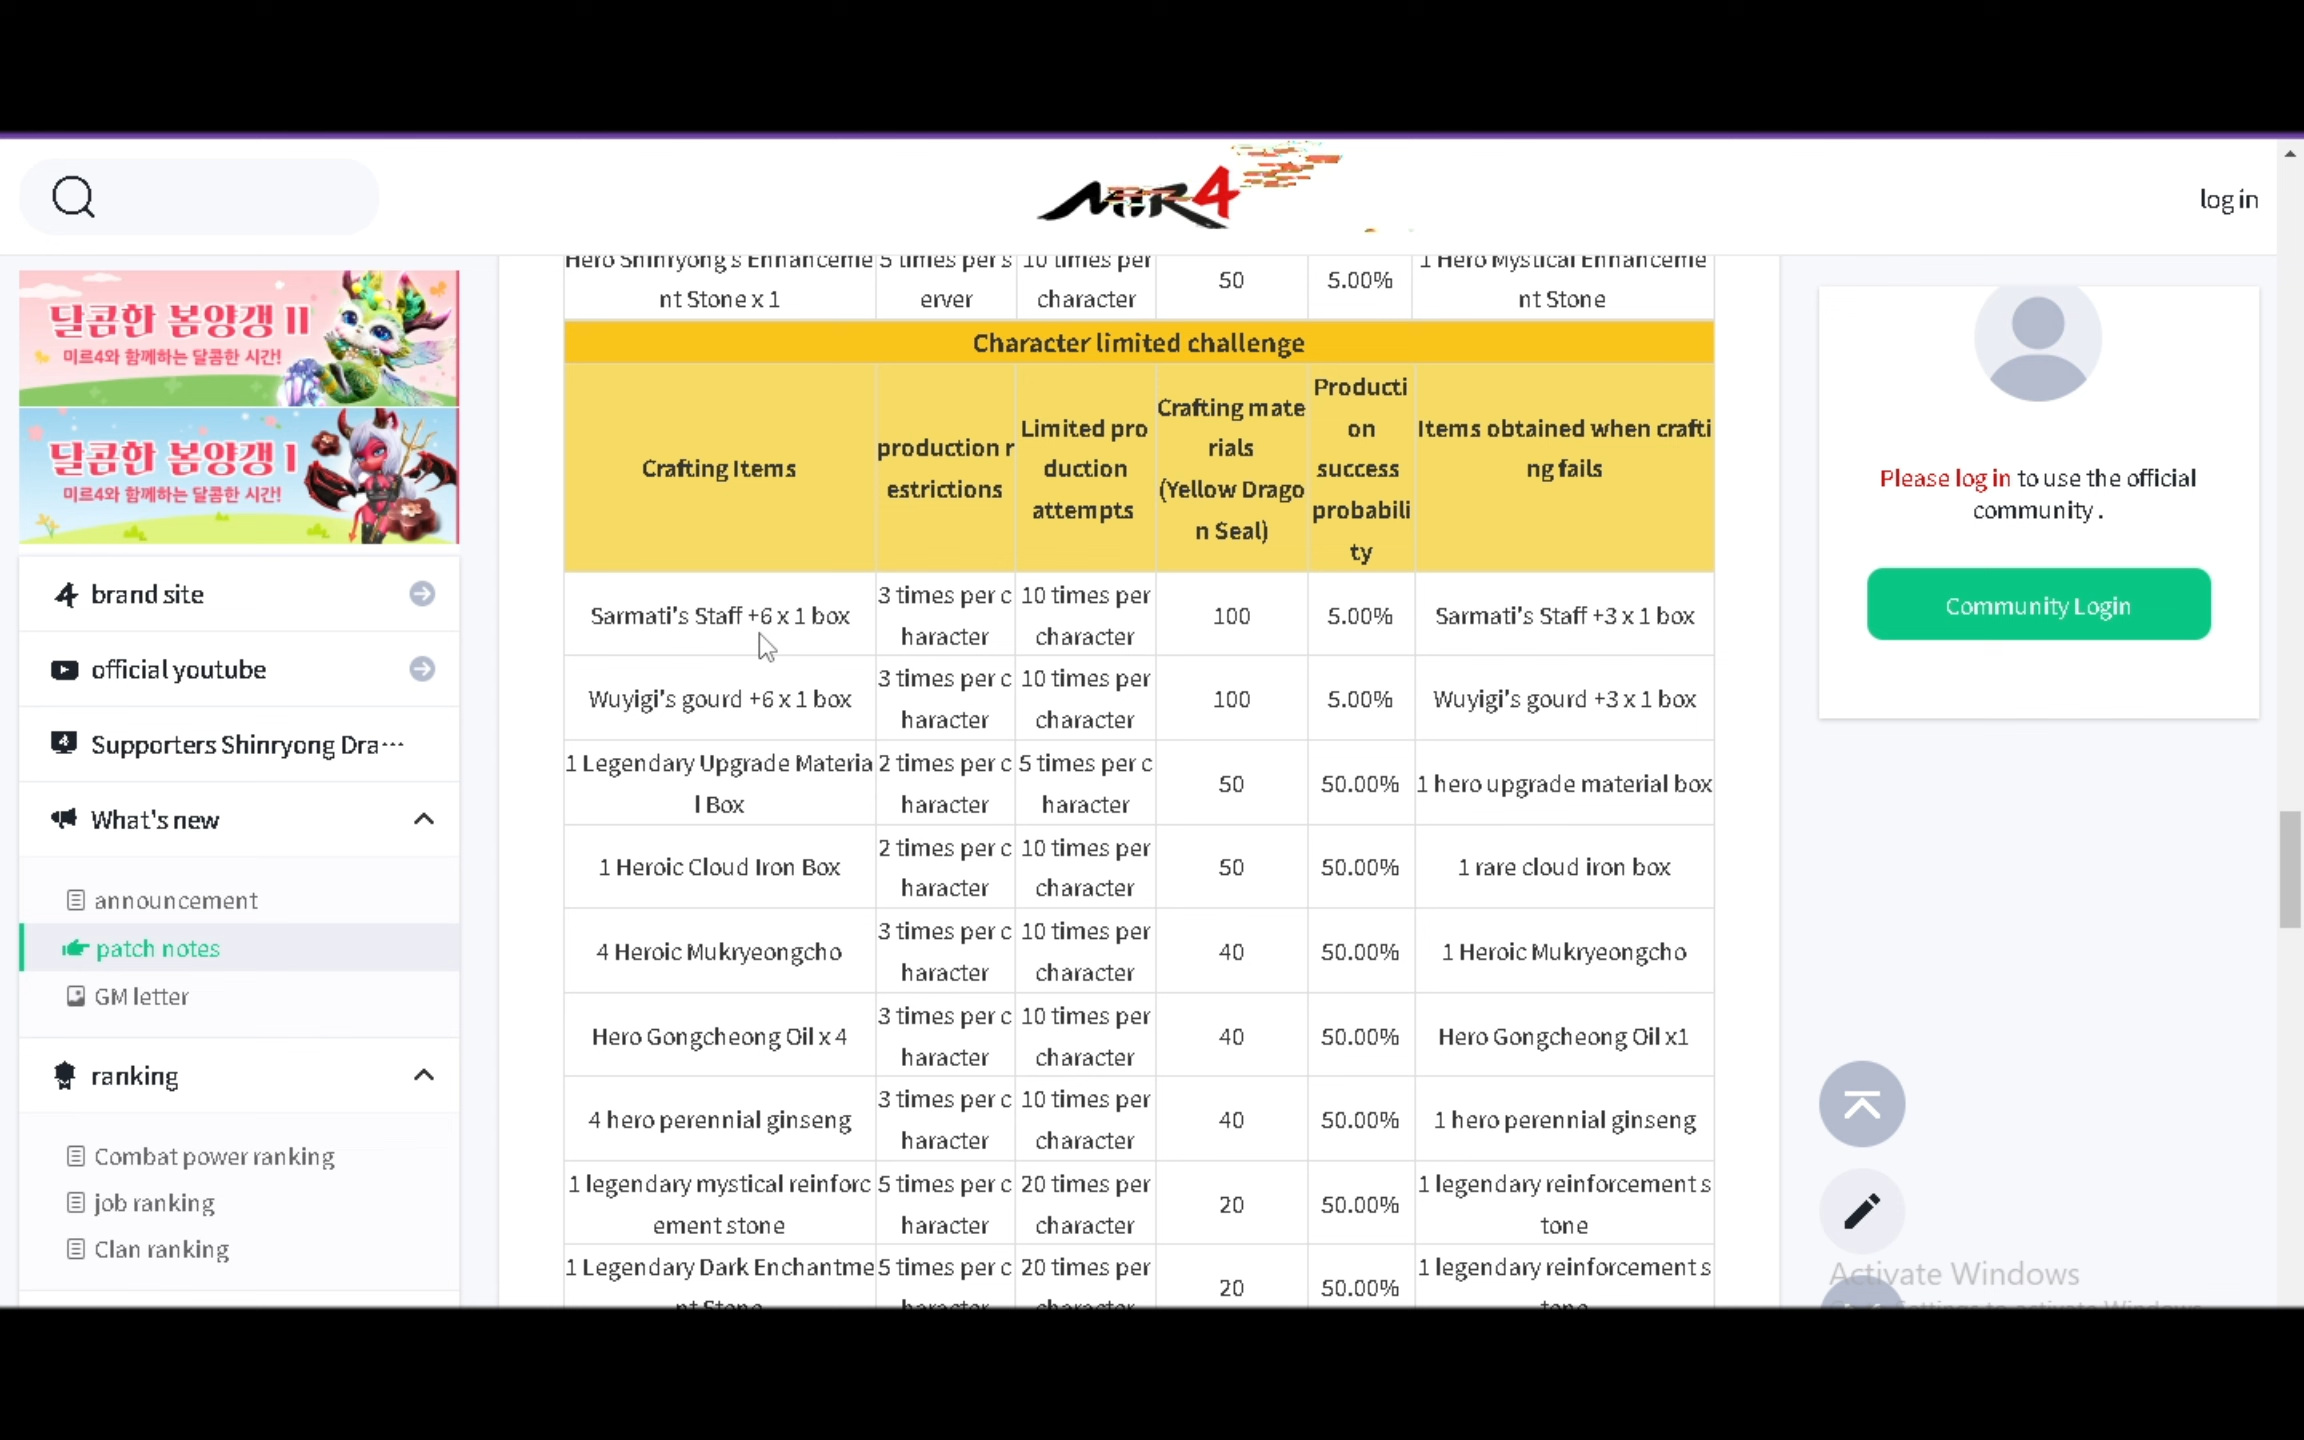 MIR4
log in
달콤한 봄양갱 II
미르4와 함께하는 달콤한 시간!
달콤한 봄양갱 I
미르4와 함께하는 달콤한 시간!
brand site
official youtube
Supporters Shinryong Dra···
What's new
announcement
patch notes
GM letter
ranking
Combat power ranking
job ranking
Clan ranking
Hero Shinryong's Enhanceme 5 times per s 10 times per 50 5.00% 1 Hero Mystical Enhanceme
nt Stone x 1 erver character nt Stone
Character limited challenge
Crafting Items
production r
estrictions
Limited pro
duction
attempts
Crafting mate
rials
(Yellow Drago
n Seal)
Producti
on
success
probabili
ty
Items obtained when crafti
ng fails
Sarmati's Staff +6 x 1 box 3 times per c 10 times per 100 5.00% Sarmati's Staff +3 x 1 box
haracter character
Wuyigi's gourd +6 x 1 box 3 times per c 10 times per 100 5.00% Wuyigi's gourd +3 x 1 box
haracter character
1 Legendary Upgrade Materia 2 times per c 5 times per c 50 50.00% 1 hero upgrade material box
l Box haracter haracter
1 Heroic Cloud Iron Box 2 times per c 10 times per 50 50.00% 1 rare cloud iron box
haracter character
4 Heroic Mukryeongcho 3 times per c 10 times per 40 50.00% 1 Heroic Mukryeongcho
haracter character
Hero Gongcheong Oil x 4 3 times per c 10 times per 40 50.00% Hero Gongcheong Oil x1
haracter character
4 hero perennial ginseng 3 times per c 10 times per 40 50.00% 1 hero perennial ginseng
haracter character
1 legendary mystical reinforc 5 times per c 20 times per 20 50.00% 1 legendary reinforcement s
ement stone haracter character tone
1 Legendary Dark Enchantme 5 times per c 20 times per 20 50.00% 1 legendary reinforcement s
Please log in to use the official
community .
Community Login
Activate Windows